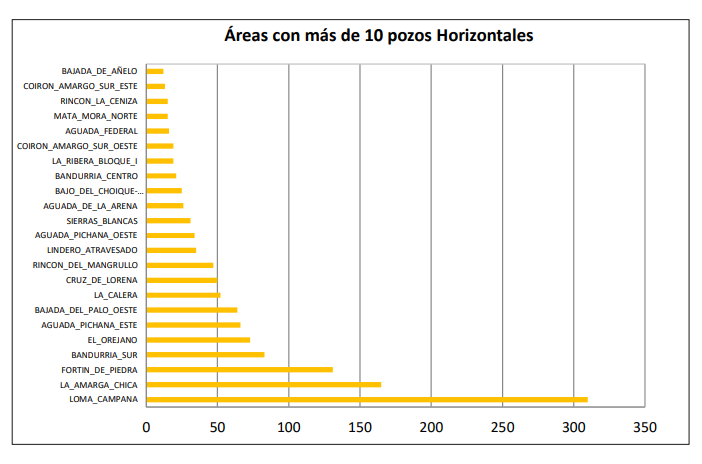 Áreas con más de 10 pozos Horizontales
BAJADA_DE_AÑELO
COIRON_AMARGO_SUR_ESTE
RINCON_LA_CENIZA
MATA_MORA_NORTE
AGUADA_FEDERAL
COIRON_AMARGO_SUR_OESTE
LA_RIBERA_BLOQUE_I
BANDURRIA_CENTRO
BAJO_DEL_CHOIQUE-...
AGUADA_DE_LA_ARENA
SIERRAS_BLANCAS
AGUADA_PICHANA_OESTE
LINDERO_ATRAVESADO
RINCON_DEL_MANGRULLO
CRUZ_DE_LORENA
LA_CALERA
BAJADA_DEL_PALO_OESTE
AGUADA_PICHANA_ESTE
EL_OREJANO
BANDURRIA_SUR
FORTIN_DE_PIEDRA
LA_AMARGA_CHICA
LOMA_CAMPANA
0 50 100 150 200 250 300 350